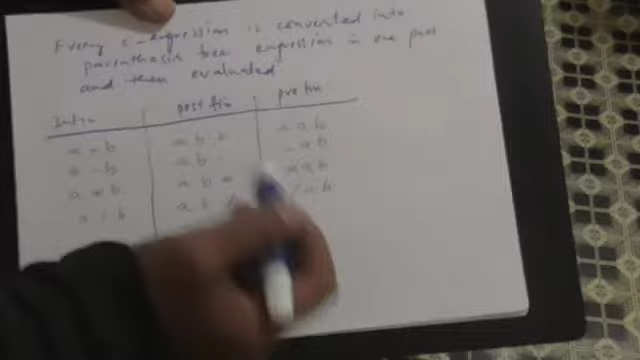 Every c-expression is converted into
parenthesis free expression in one pass
and then evaluated.
Infix postfix prefix
a + b a b + + a b
a - b a b - - a b
a * b a b * * a b
a / b a b / / a b